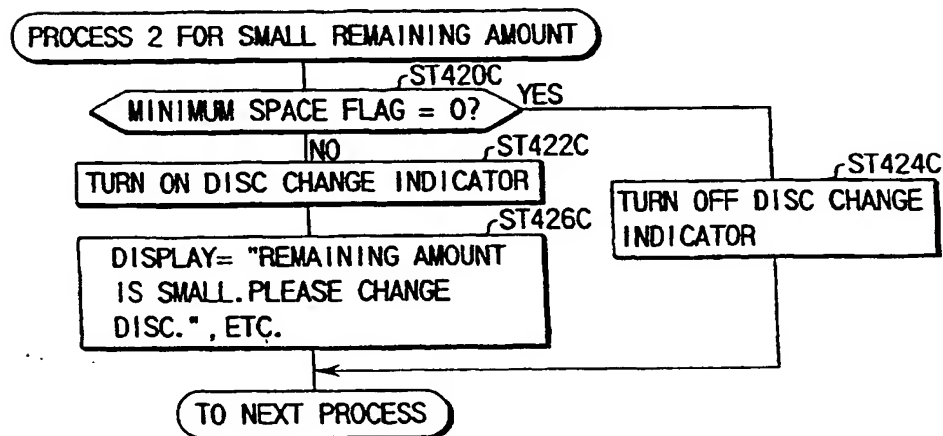 PROCESS 2 FOR SMALL REMAINING AMOUNT
ST420C
MINIMUM SPACE FLAG = 0?
YES
NO
ST422C
TURN ON DISC CHANGE INDICATOR
ST424C
TURN OFF DISC CHANGE
INDICATOR
ST426C
DISPLAY= "REMAINING AMOUNT
IS SMALL.PLEASE CHANGE
DISC.", ETC.
TO NEXT PROCESS